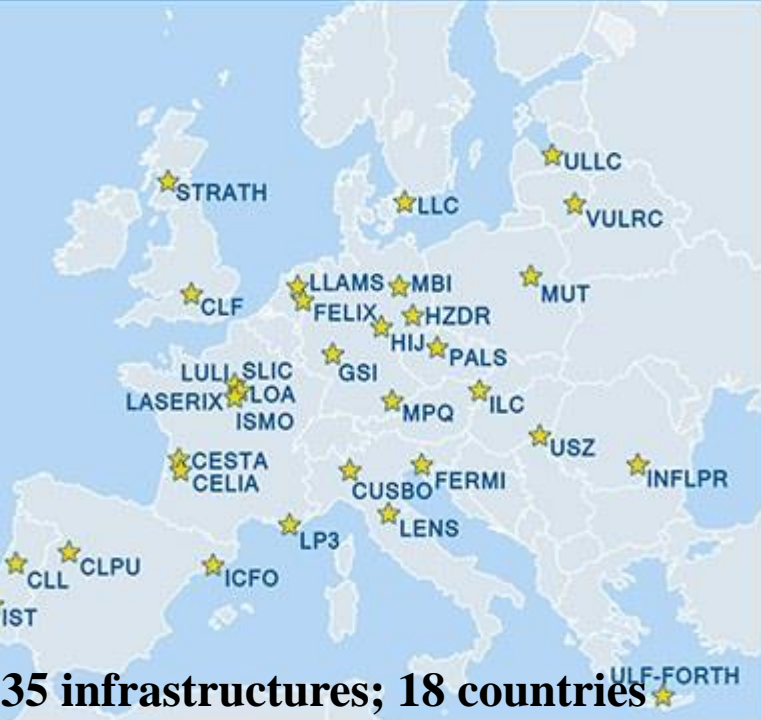 ULLC
STRATH
LLC
VULRC
LLAMS
MBI
MUT
CLF
FELIX
HZDR
HIJ
PALS
LULI
SLIC
GSI
LOA
LASERIX
MPQ
ILC
ISMO
USZ
CESTA
CELIA
CUSBO
FERMI
INFLPR
LENS
LP3
CLPU
CLL
ICFO
IST
ULF-FORTH
35 infrastructures; 18 countries